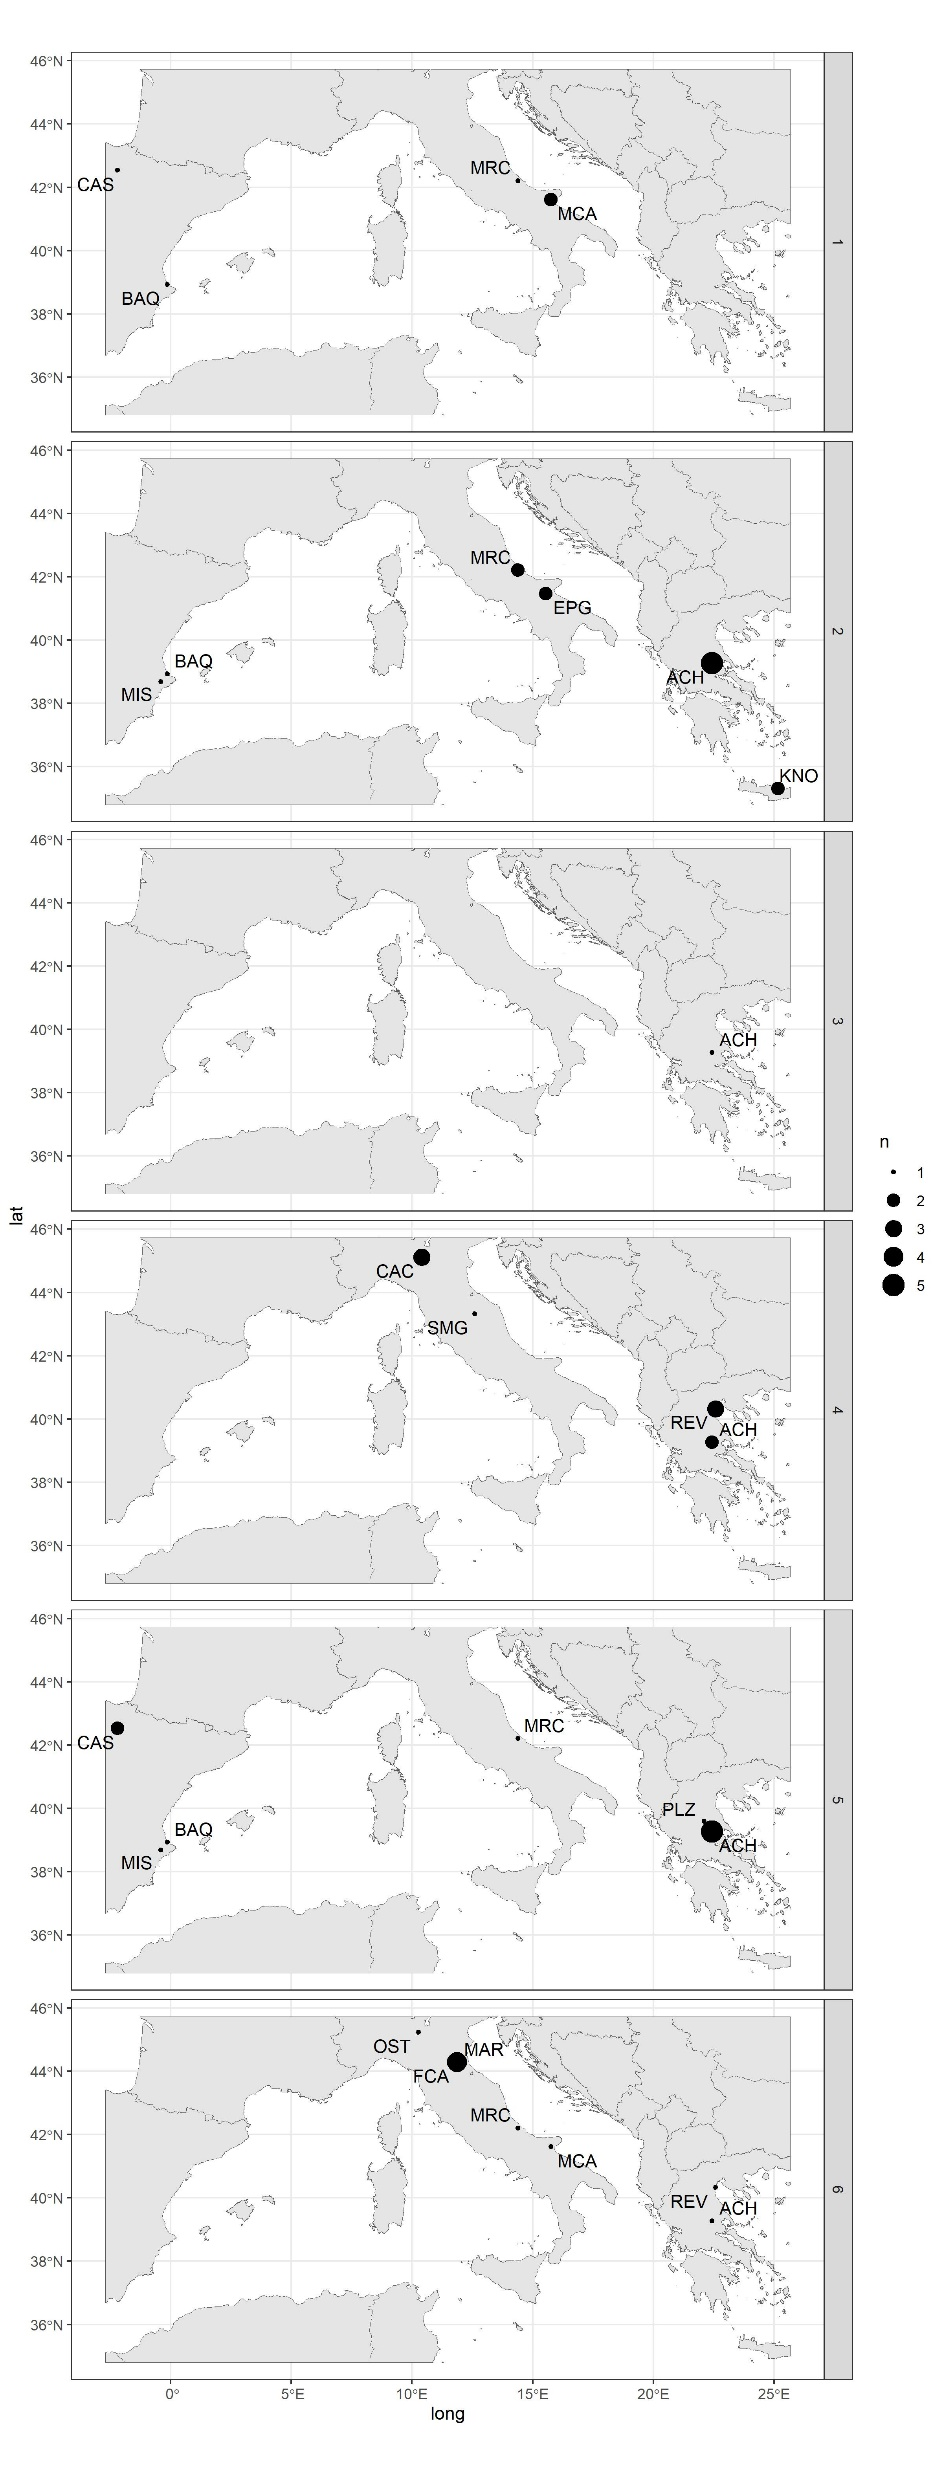 46°N
44°N
MRC
CAS
42°N
MCA
40°N
1
BAQ
38°N
36°N
46°N
44°N
MRC
42°N
EPG
40°N
2
BAQ
ACH
MIS
38°N
36°N
KNO
46°N
44°N
42°N
40°N
3
ACH
38°N
36°N
n
1
2
3
4
5
lat
46°N
CAC
44°N
SMG
42°N
40°N
4
REV
ACH
38°N
36°N
46°N
44°N
MRC
CAS
42°N
40°N
5
PLZ
BAQ
ACH
MIS
38°N
36°N
46°N
OST
MAR
44°N
FCA
MRC
42°N
MCA
40°N
6
REV
ACH
38°N
36°N
0° 5°E 10°E 15°E 20°E 25°E
long